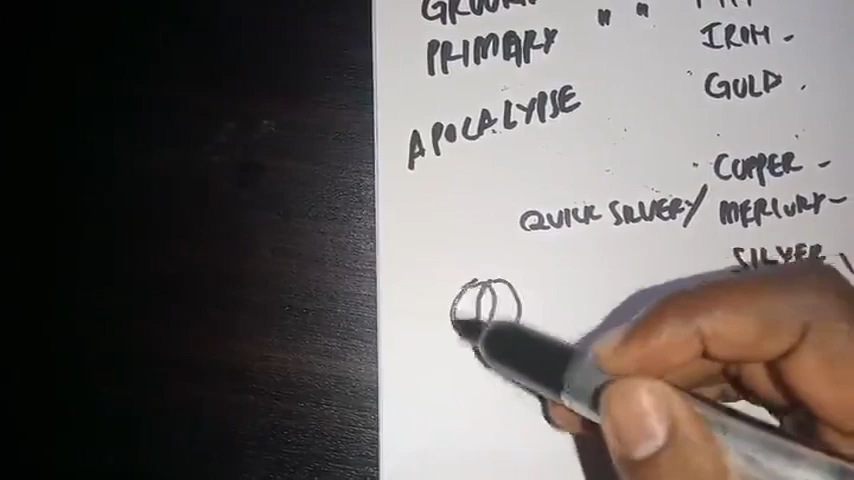 PRIMARY " " IRON -
APOCALYPSE GOLD .
COPPER -
QUICK SILVER/ MERCURY -
SILVER